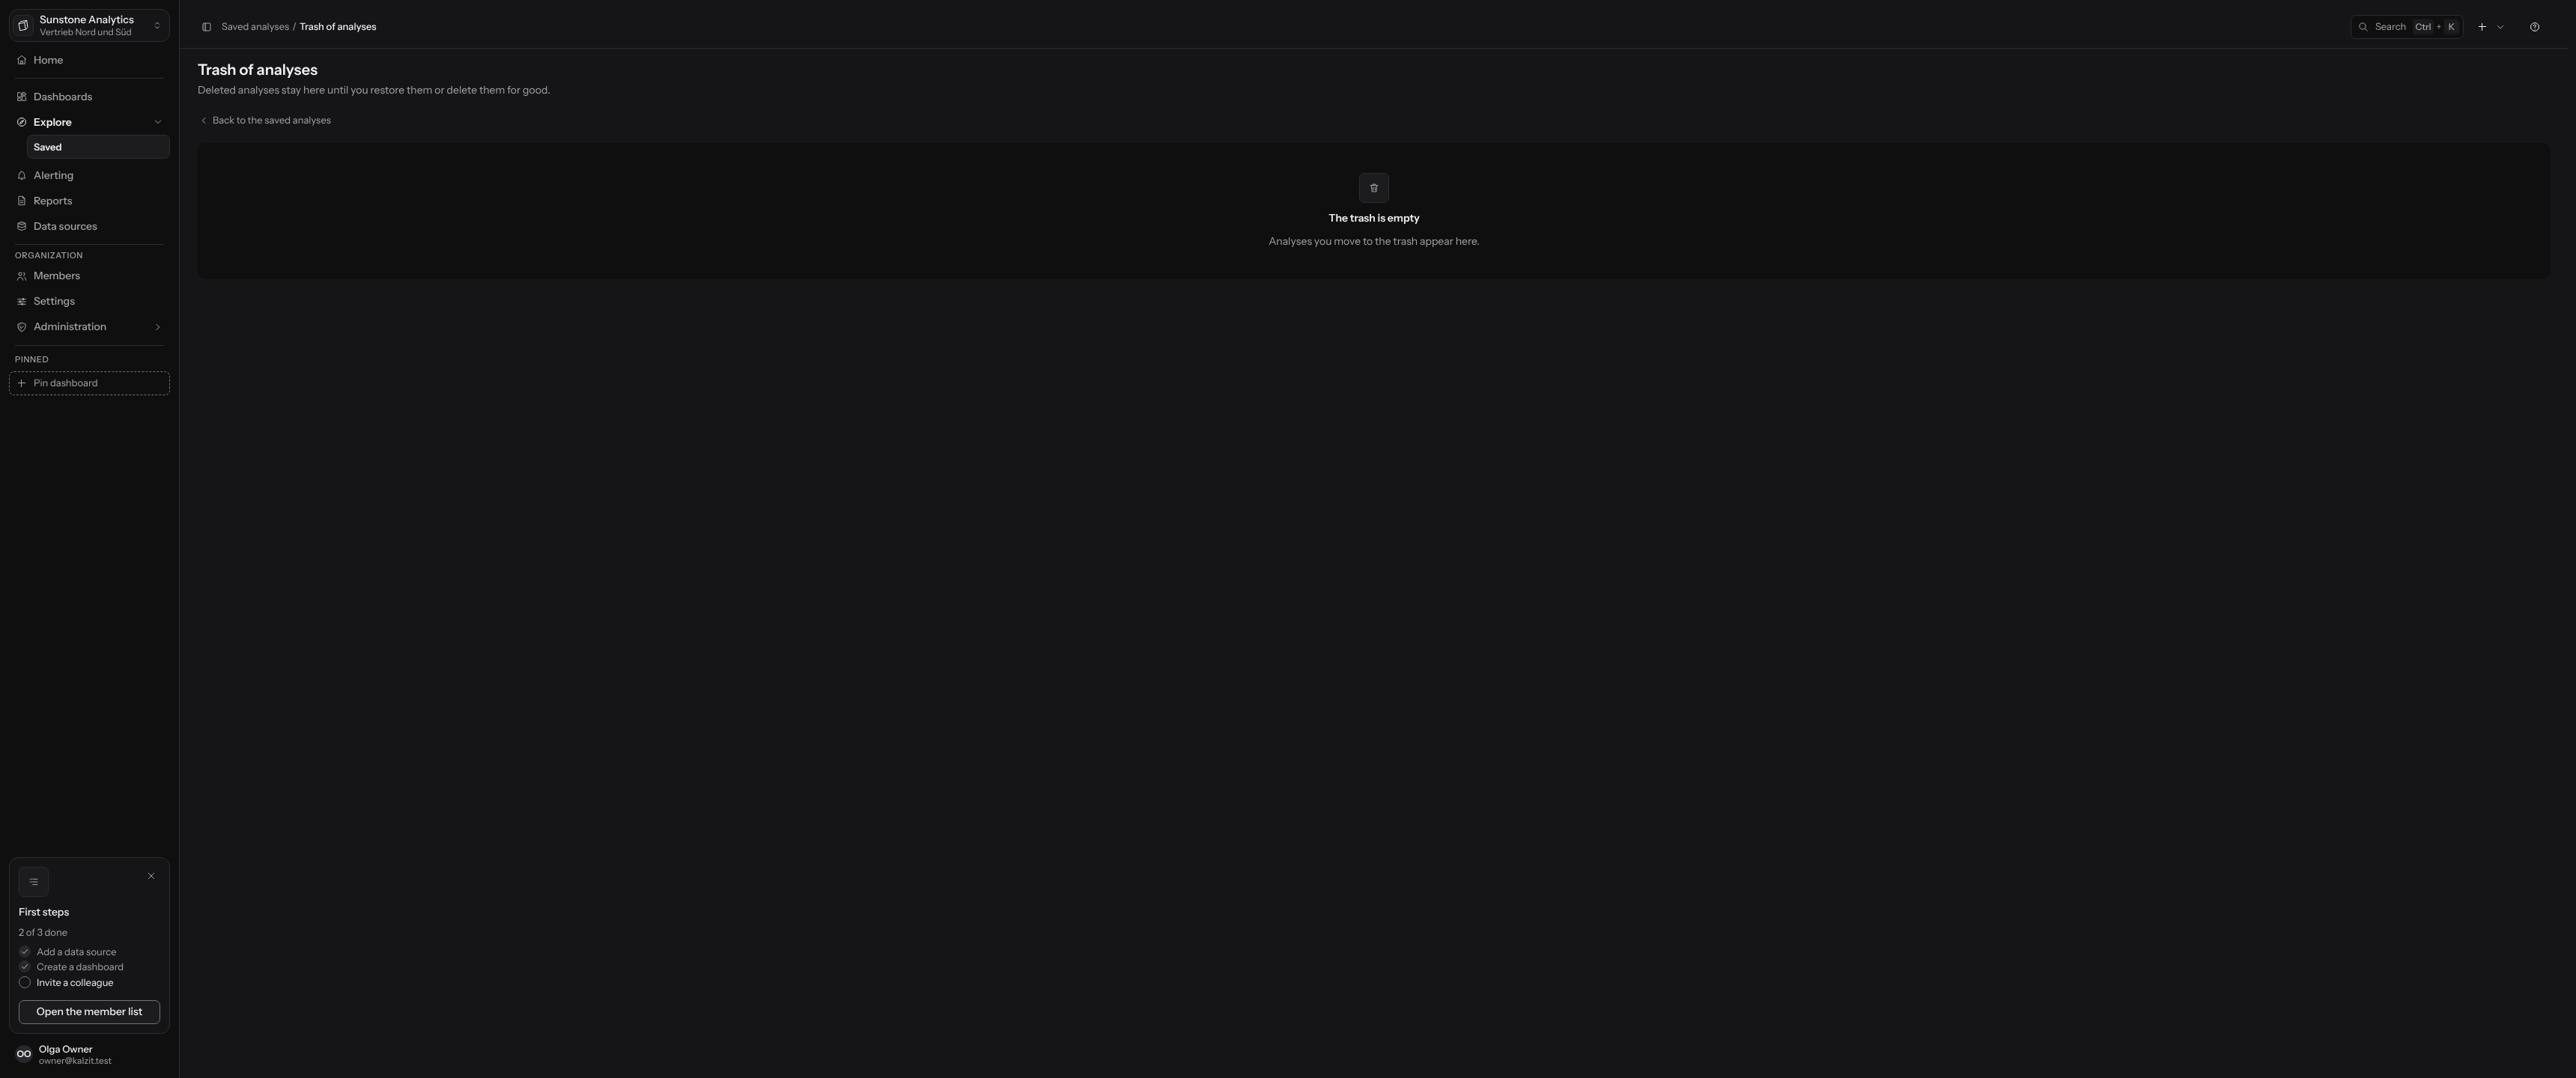 Sunstone Analytics
Vertrieb Nord und Süd
Home
Dashboards
Explore
Saved
Alerting
Reports
Data sources
ORGANIZATION
Members
Settings
Administration
PINNED
Pin dashboard
First steps
2 of 3 done
Add a data source
Create a dashboard
Invite a colleague
Open the member list
OO
Olga Owner
owner@kalzit.test
Saved analyses / Trash of analyses
Search Ctrl + K
Trash of analyses
Deleted analyses stay here until you restore them or delete them for good.
Back to the saved analyses
The trash is empty
Analyses you move to the trash appear here.